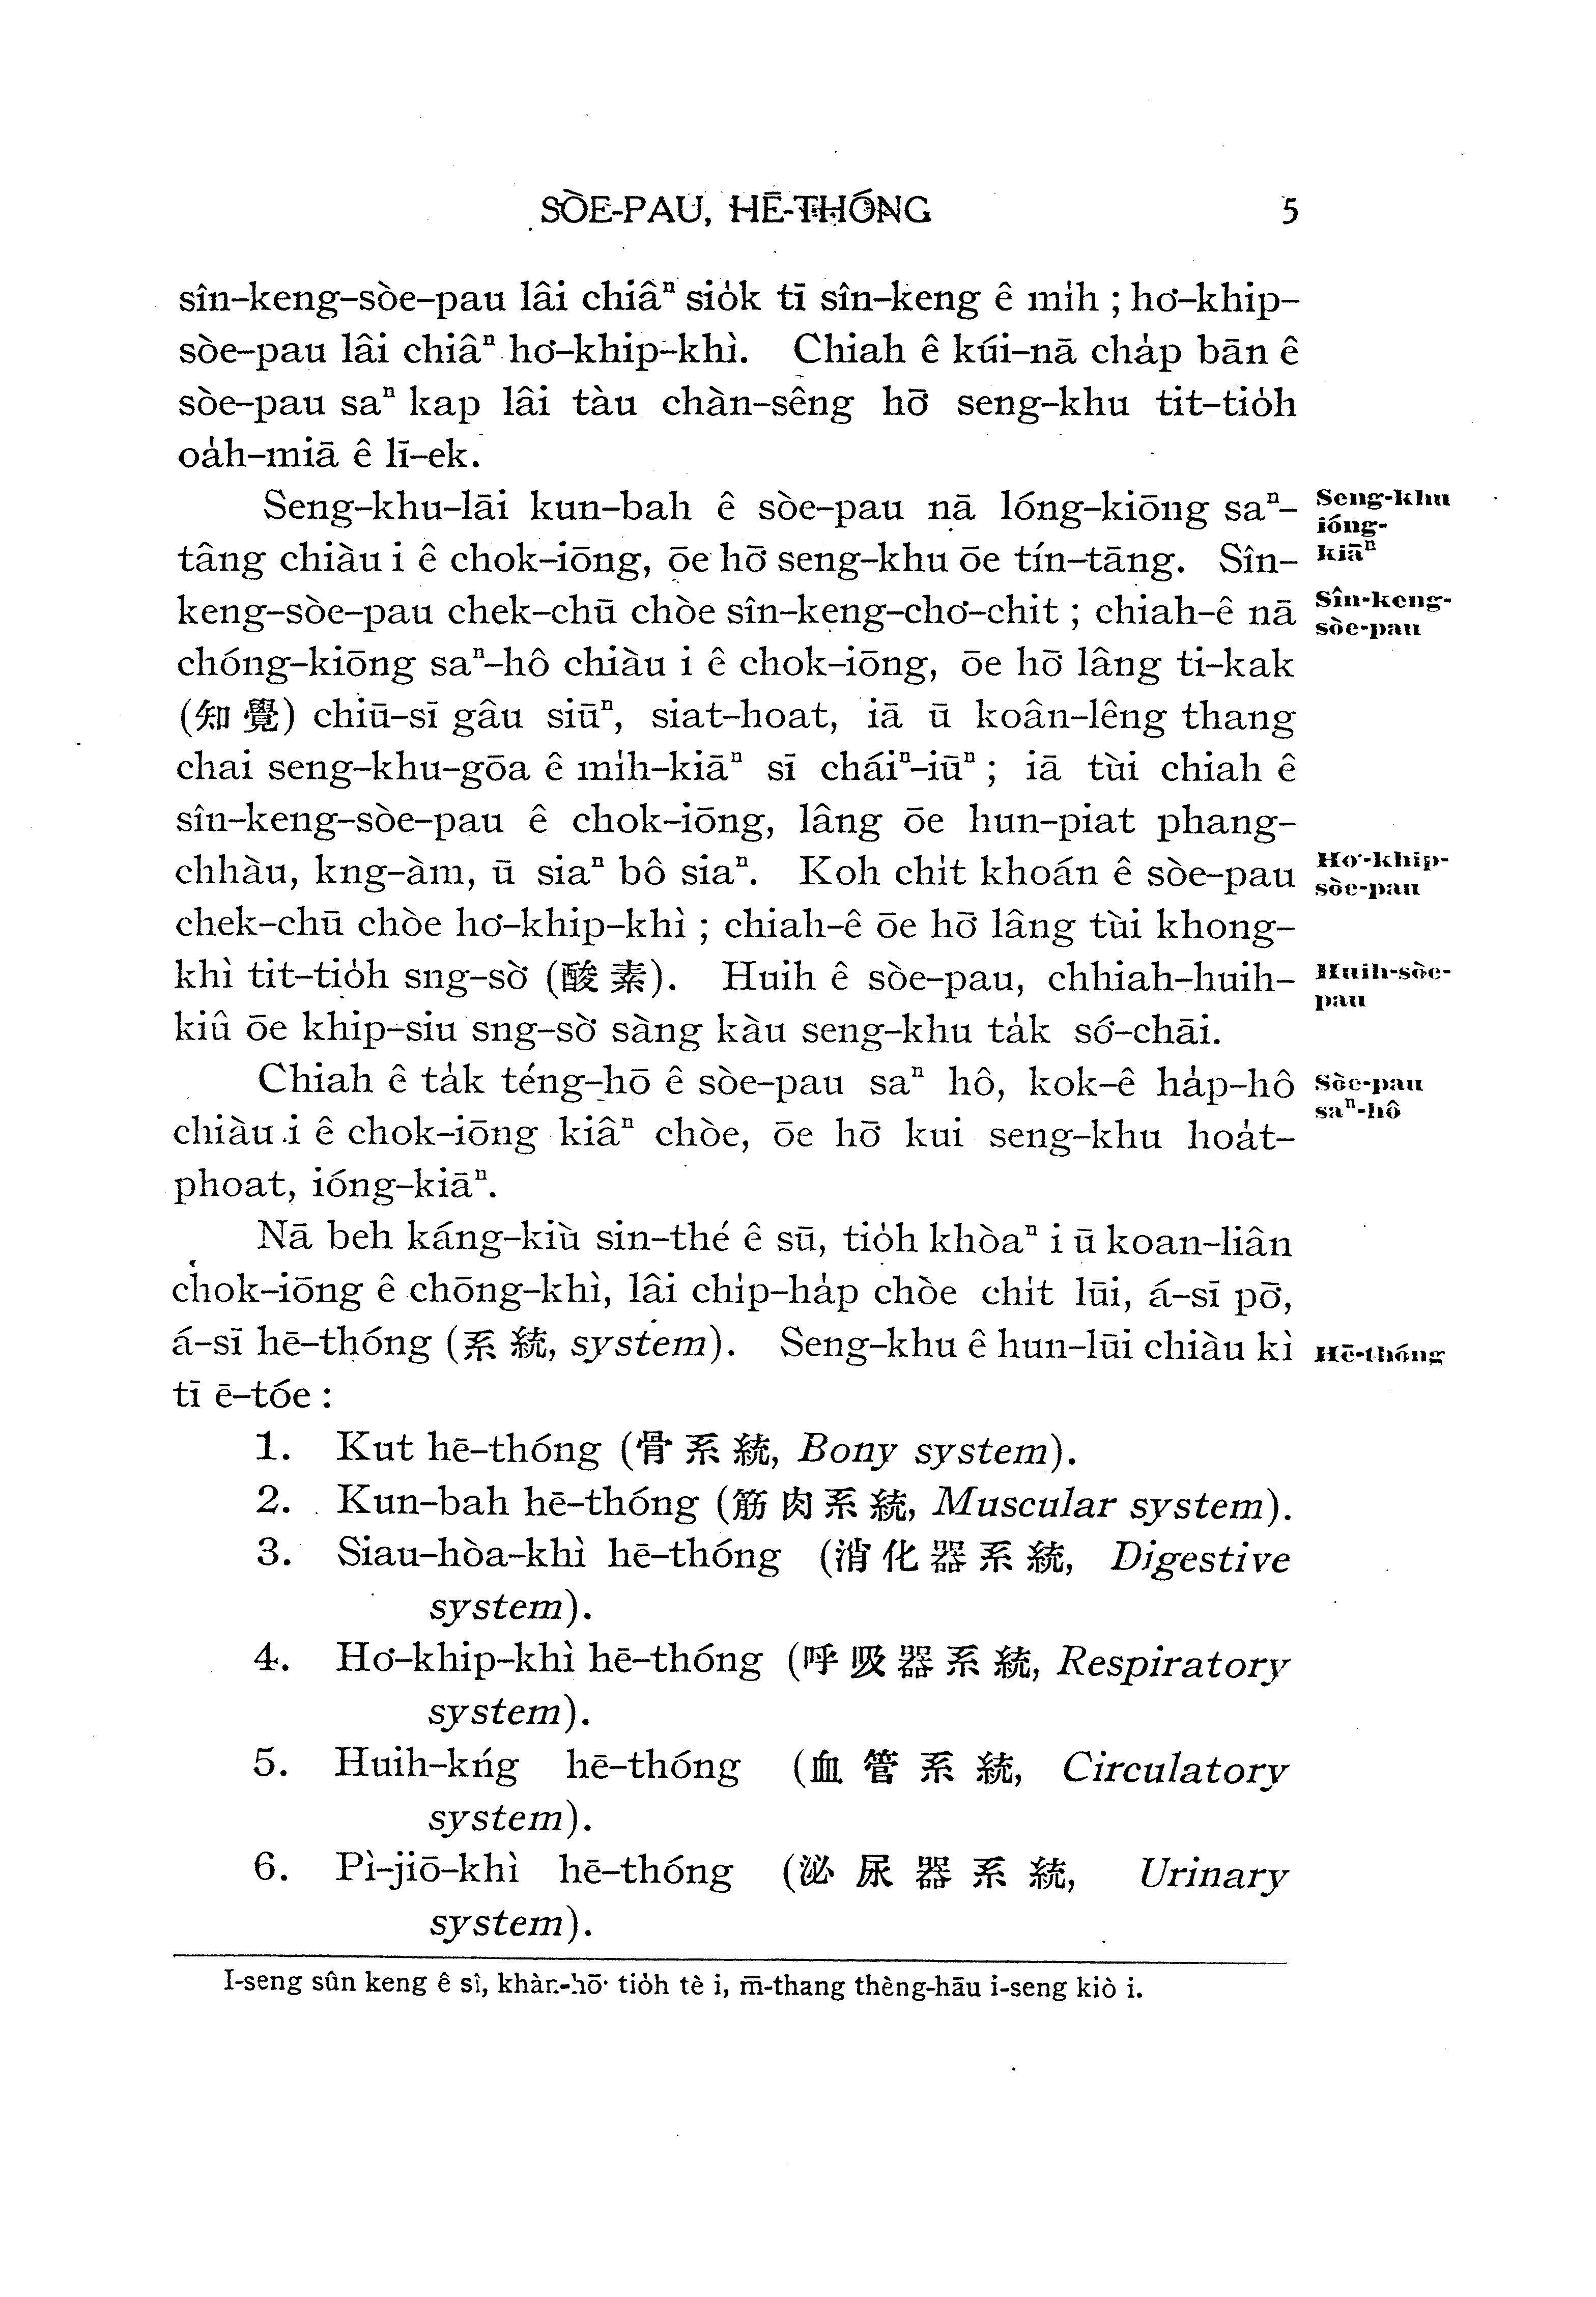 SÒE-PAU, HĒ-THÓNG 5
sîn-keng-sòe-pau lâi chiâⁿ sio̍k tī sîn-keng ê mi̍h ; ho͘-khip-
sòe-pau lâi chiâⁿ ho͘-khip-khì. Chiah ê kúi-nā cha̍p bān ê
sòe-pau saⁿ kap lâi tàu chàn-sêng hō͘ seng-khu tit-tio̍h
oa̍h-miā ê lī-ek.
Seng-khu-lāi kun-bah ê sòe-pau nā lóng-kiōng saⁿ-
tâng chiàu i ê chok-iōng, ōe hō͘ seng-khu ōe tín-tāng. Sîn-
keng-sòe-pau chek-chū chòe sîn-keng-cho͘-chit ; chiah-ê nā
chóng-kiōng saⁿ-hô chiàu i ê chok-iōng, ōe hō͘ lâng ti-kak
(知覺) chiū-sī gâu siūⁿ, siat-hoat, iā ū koân-lêng thang
chai seng-khu-gōa ê mi̍h-kiāⁿ sī cháiⁿ-iūⁿ ; iā tùi chiah ê
sîn-keng-sòe-pau ê chok-iōng, lâng ōe hun-piat phang-
chhàu, kng-àm, ū siaⁿ bô siaⁿ. Koh chi̍t khoán ê sòe-pau
chek-chū chòe ho͘-khip-khì ; chiah-ê ōe hō͘ lâng tùi khong-
khì tit-tio̍h sng-sò͘ (酸素). Huih ê sòe-pau, chhiah-huih-
kiû ōe khip-siu sng-sò͘ sàng kàu seng-khu ta̍k só͘-chāi.
Chiah ê ta̍k téng-hō ê sòe-pau saⁿ hô, kok-ê ha̍p-hô
chiàu i ê chok-iōng kiâⁿ chòe, ōe hō͘ kui seng-khu hoa̍t-
phoat, ióng-kiāⁿ.
Nā beh káng-kiù sin-thé ê sū, tio̍h khòaⁿ i ū koan-liân
chok-iōng ê chōng-khì, lâi chi̍p-ha̍p chòe chi̍t lūi, á-sī pō͘,
á-sī hē-thóng (系統, system). Seng-khu ê hun-lūi chiàu kì
tī ē-tóe :
1. Kut hē-thóng (骨系統, Bony system).
2. Kun-bah hē-thóng (筋肉系統, Muscular system).
3. Siau-hòa-khì hē-thóng (消化器系統, Digestive
system).
4. Ho͘-khip-khì hē-thóng (呼吸器系統, Respiratory
system).
5. Huih-kńg hē-thóng (血管系統, Circulatory
system).
6. Pì-jiō-khì hē-thóng (泌尿器系統, Urinary
system).
I-seng sûn keng ê sî, khàn-hō͘ tio̍h tè i, m̄-thang thèng-hāu i-seng kiò i.
Seng-khu
ióng-
kiāⁿ
Sîn-keng-
sòe-pau
Ho͘-khip-
sòe-pau
Huih-sòe-
pau
Sòe-pau
saⁿ-hô
Hē-thóng